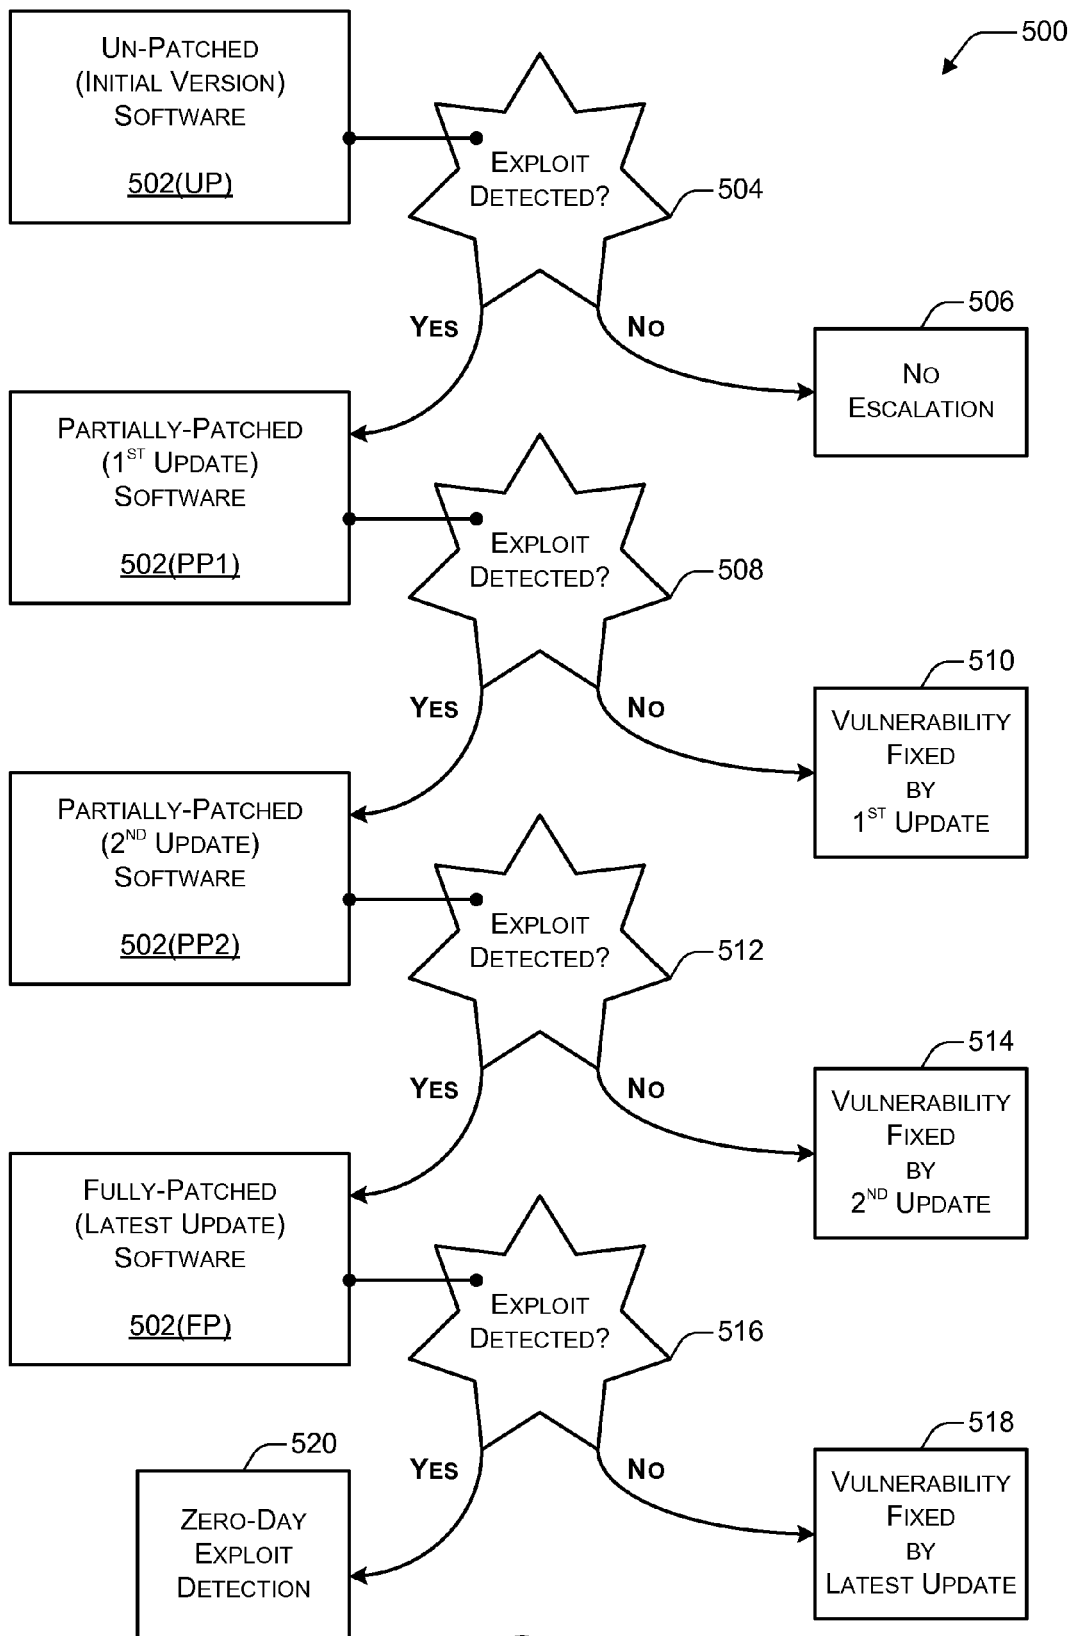 500
UN-PATCHED
(INITIAL VERSION)
SOFTWARE
502(UP)
EXPLOIT
DETECTED?
504
YES
NO
506
NO
ESCALATION
PARTIALLY-PATCHED
(1ST UPDATE)
SOFTWARE
502(PP1)
EXPLOIT
DETECTED?
508
YES
NO
510
VULNERABILITY
FIXED
BY
1ST UPDATE
PARTIALLY-PATCHED
(2ND UPDATE)
SOFTWARE
502(PP2)
EXPLOIT
DETECTED?
512
YES
NO
514
VULNERABILITY
FIXED
BY
2ND UPDATE
FULLY-PATCHED
(LATEST UPDATE)
SOFTWARE
502(FP)
EXPLOIT
DETECTED?
516
YES
NO
518
VULNERABILITY
FIXED
BY
LATEST UPDATE
520
ZERO-DAY
EXPLOIT
DETECTION